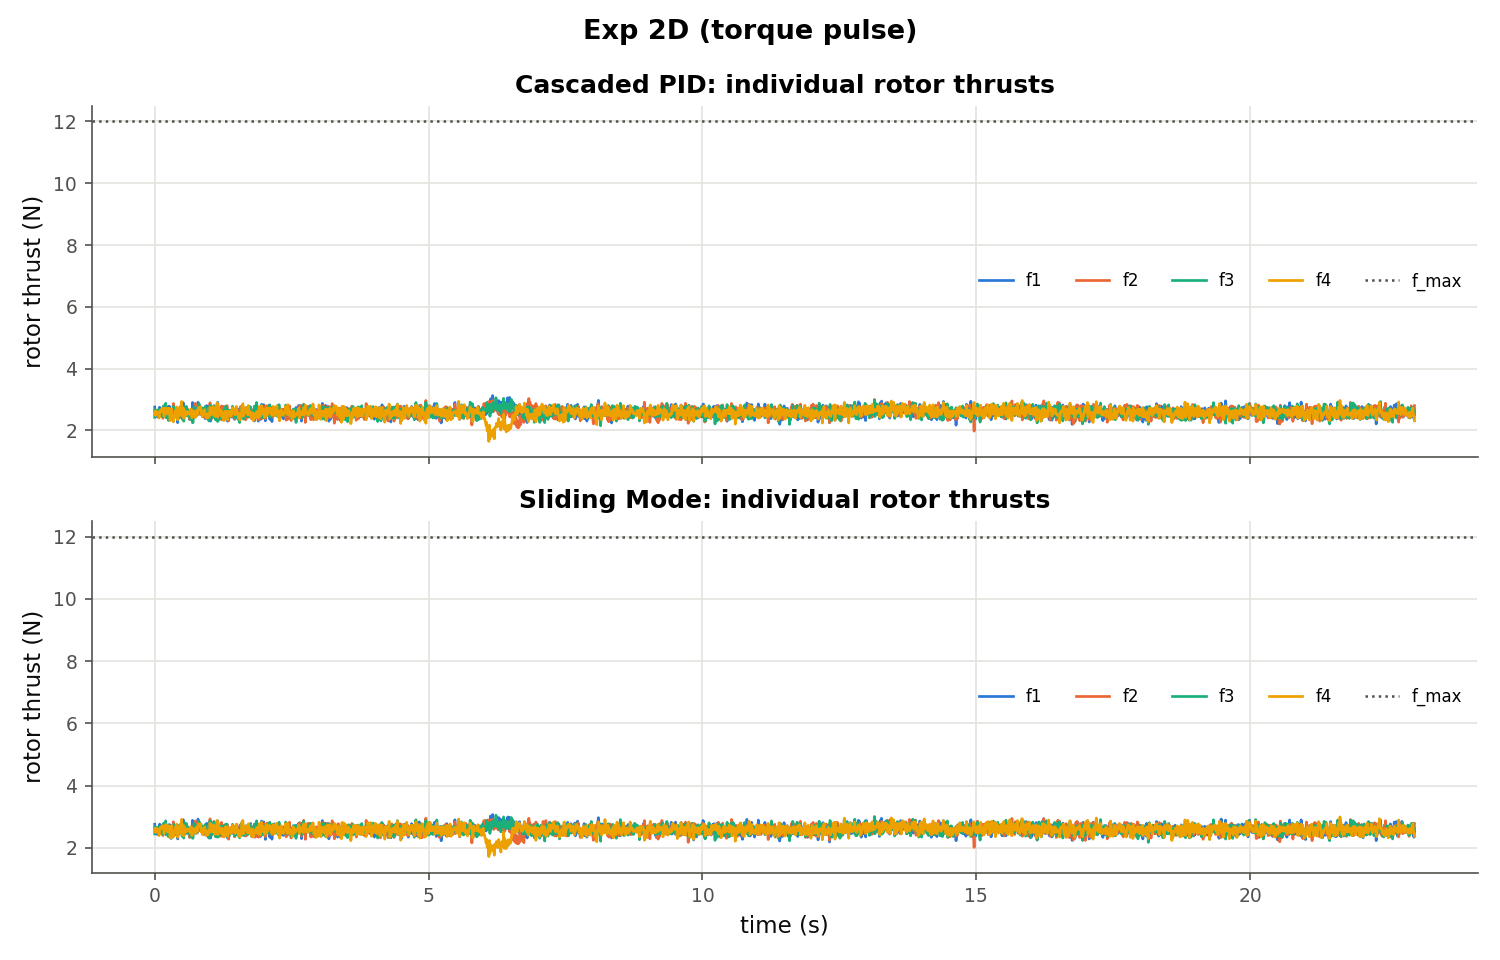 Exp 2D (torque pulse)
Cascaded PID: individual rotor thrusts
12
10
8
6
4
2
rotor thrust (N)
f1 f2 f3 f4 f_max
Sliding Mode: individual rotor thrusts
12
10
8
6
4
2
rotor thrust (N)
f1 f2 f3 f4 f_max
0 5 10 15 20
time (s)